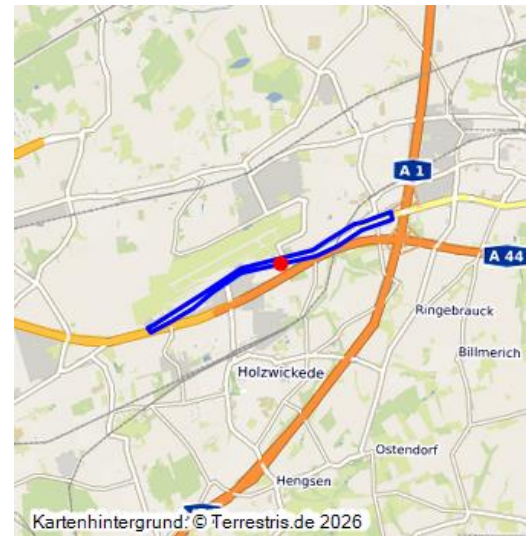 A 1
A 44
Ringebrauck
Billmerich
Holzwickede
Ostendorf
Hengsen
Kartenhintergrund: © Terrestris.de 2026